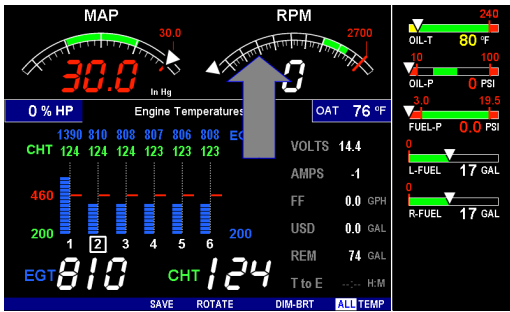 MAP
RPM
30.0
2700
30.0
In Hg
0
0 % HP
Engine Temperatures
OAT 76 ºF
1390 810 808 807 806 808
CHT 124 124 124 123 123 123
460
200
200
1 2 3 4 5 6
EGT 810
CHT 124
VOLTS 14.4
AMPS -1
FF 0.0 GPH
USD 0.0 GAL
REM 74 GAL
T to E --:-- H:M
SAVE ROTATE DIM-BRT ALL TEMP
240
OIL-T 80 ºF
10 100
OIL-P 0 PSI
3.0 19.5
FUEL-P 0.0 PSI
0
L-FUEL 17 GAL
0
R-FUEL 17 GAL